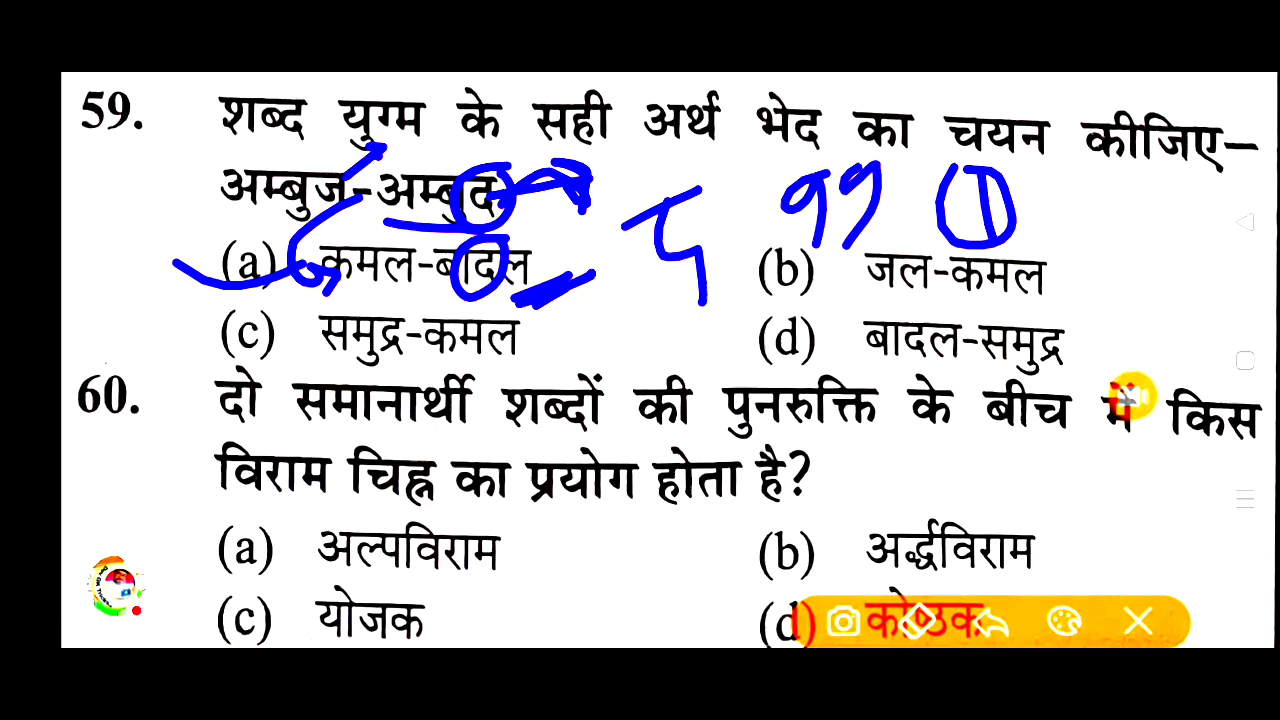 59. शब्द युग्म के सही अर्थ भेद का चयन कीजिए–
अम्बुज-अम्बुद
(a) कमल-बादल (b) जल-कमल
(c) समुद्र-कमल (d) बादल-समुद्र
60. दो समानार्थी शब्दों की पुनरुक्ति के बीच में किस
विराम चिह्न का प्रयोग होता है?
(a) अल्पविराम (b) अर्द्धविराम
(c) योजक (d) कोष्ठक